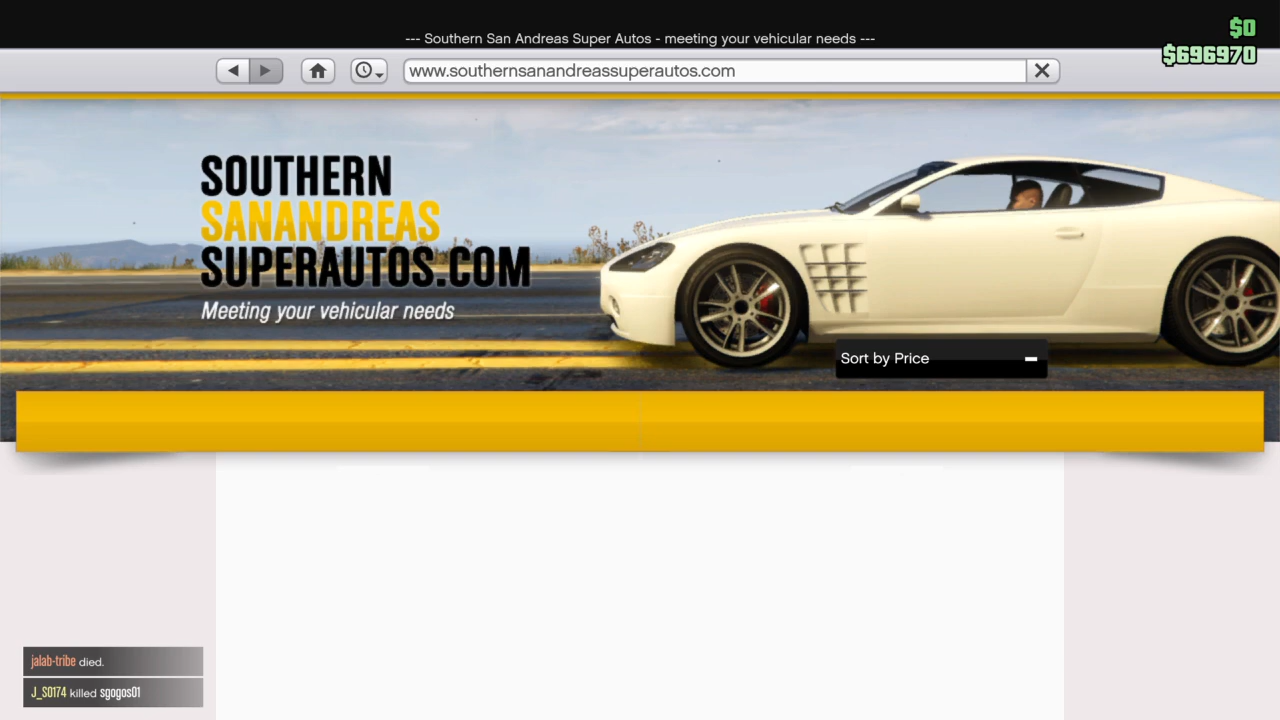 --- Southern San Andreas Super Autos - meeting your vehicular needs ---
$0
$696970
www.southernsanandreassuperautos.com
SOUTHERN
SANANDREAS
SUPERAUTOS.COM
Meeting your vehicular needs
Sort by Price
jalab-tribe died.
J_S0174 killed sgogos01